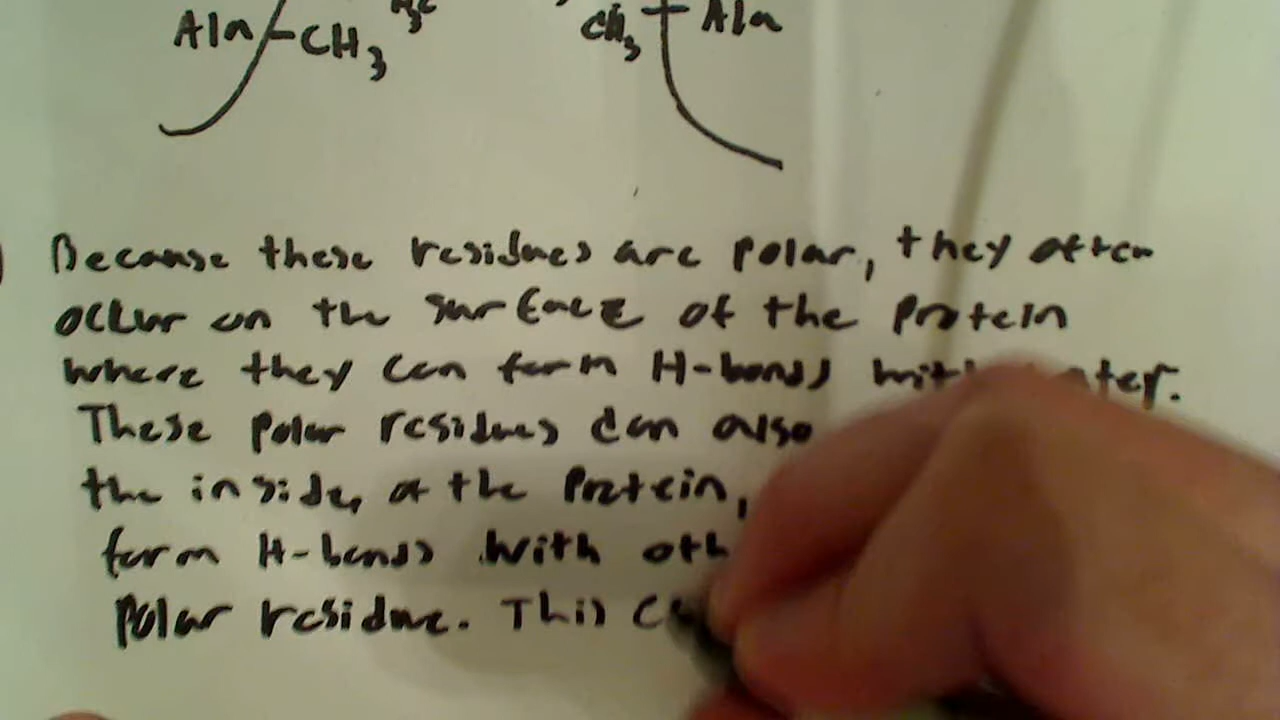 H₃C
Ala CH₃ CH₃ Ala
Because these residues are polar, they often
occur on the surface of the protein
where they can form H-bonds
These polar residues can also
the inside of the protein,
form H-bonds with oth
polar residue. This